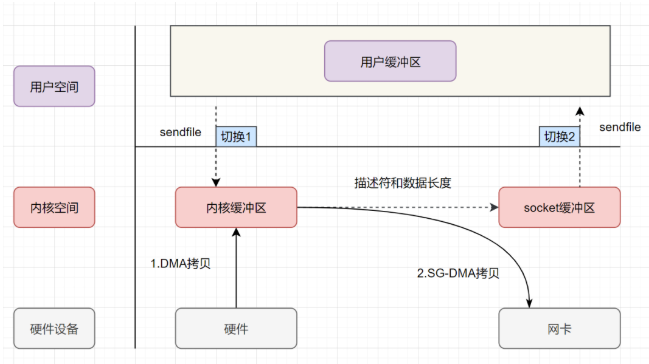 用户缓冲区
用户空间
sendfile
切换1
切换2
sendfile
描述符和数据长度
内核空间
内核缓冲区
socket缓冲区
1.DMA拷贝
2.SG-DMA拷贝
硬件设备
硬件
网卡